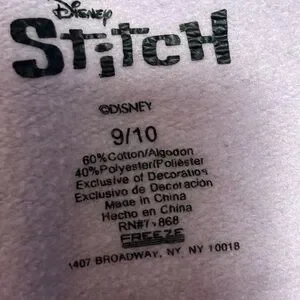 Disney
StitcH
©DISNEY
9/10
60% Cotton/Algodon
40% Polyester/Poliester
Exclusive of Decoration
Exclusivo de Decoracion
Made in China
Hecho en China
FREEZE
1407 BROADWAY, NY, NY 10018